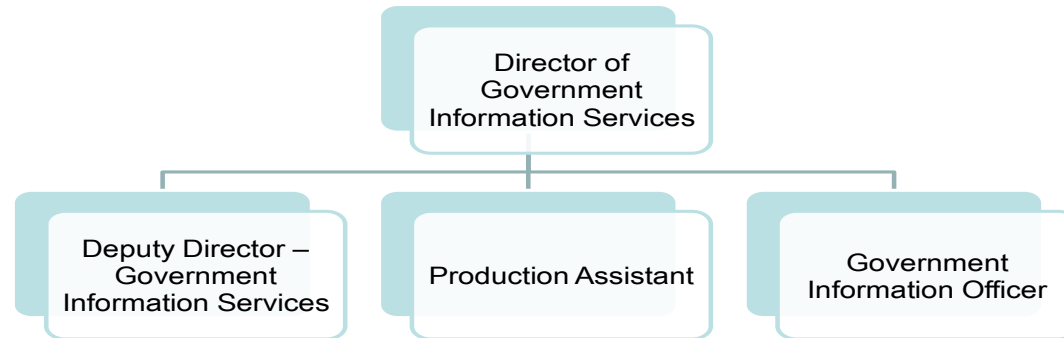 Director of
Government
Information Services
Deputy Director –
Government
Information Services
Production Assistant
Government
Information Officer